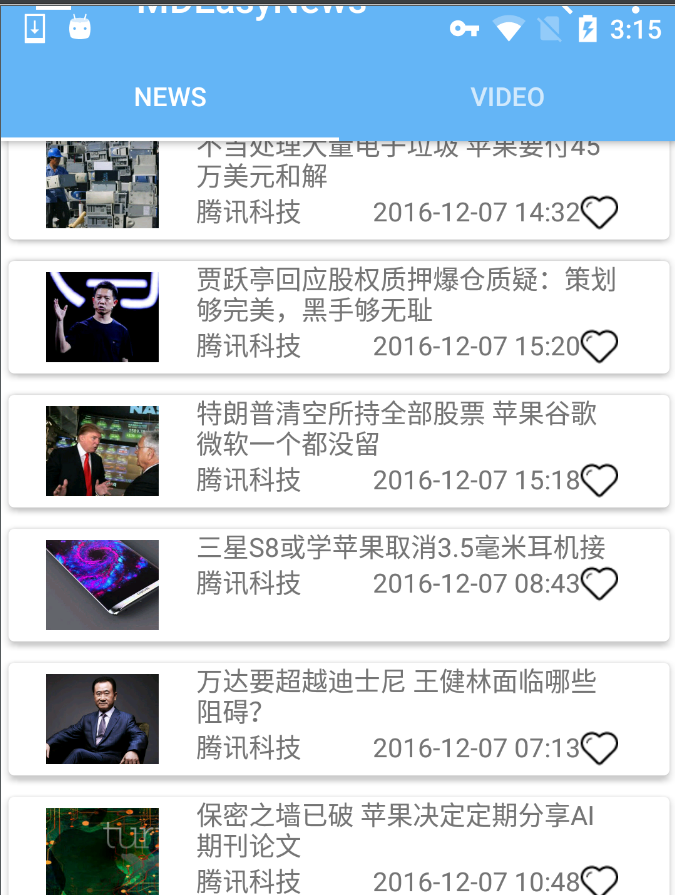 MDEasyNews
3:15
NEWS
VIDEO
不当处理大量电子垃圾 苹果要付45
万美元和解
腾讯科技 2016-12-07 14:32
贾跃亭回应股权质押爆仓质疑：策划
够完美，黑手够无耻
腾讯科技 2016-12-07 15:20
NAS
特朗普清空所持全部股票 苹果谷歌
微软一个都没留
腾讯科技 2016-12-07 15:18
三星S8或学苹果取消3.5毫米耳机接
腾讯科技 2016-12-07 08:43
万达要超越迪士尼 王健林面临哪些
阻碍？
腾讯科技 2016-12-07 07:13
tur
保密之墙已破 苹果决定定期分享AI
期刊论文
腾讯科技 2016-12-07 10:48